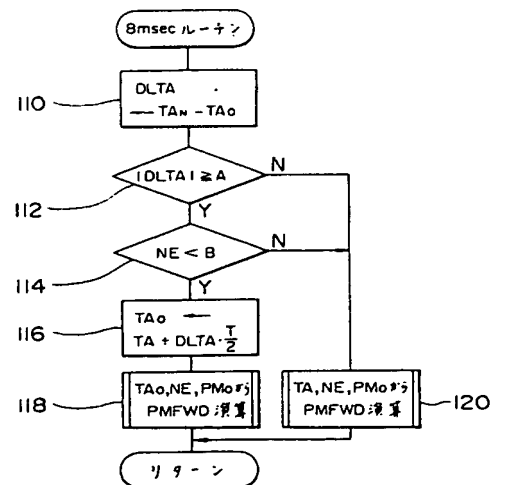 8msec ルーチン
110
DLTA
← TAN - TAO
112
|DLTA| ≧ A
N
Y
114
NE < B
N
Y
116
TAO ←
TA + DLTA・T/2
118
TAO, NE, PMOから
PMFWD 演算
TA, NE, PMOから
PMFWD 演算
120
リターン